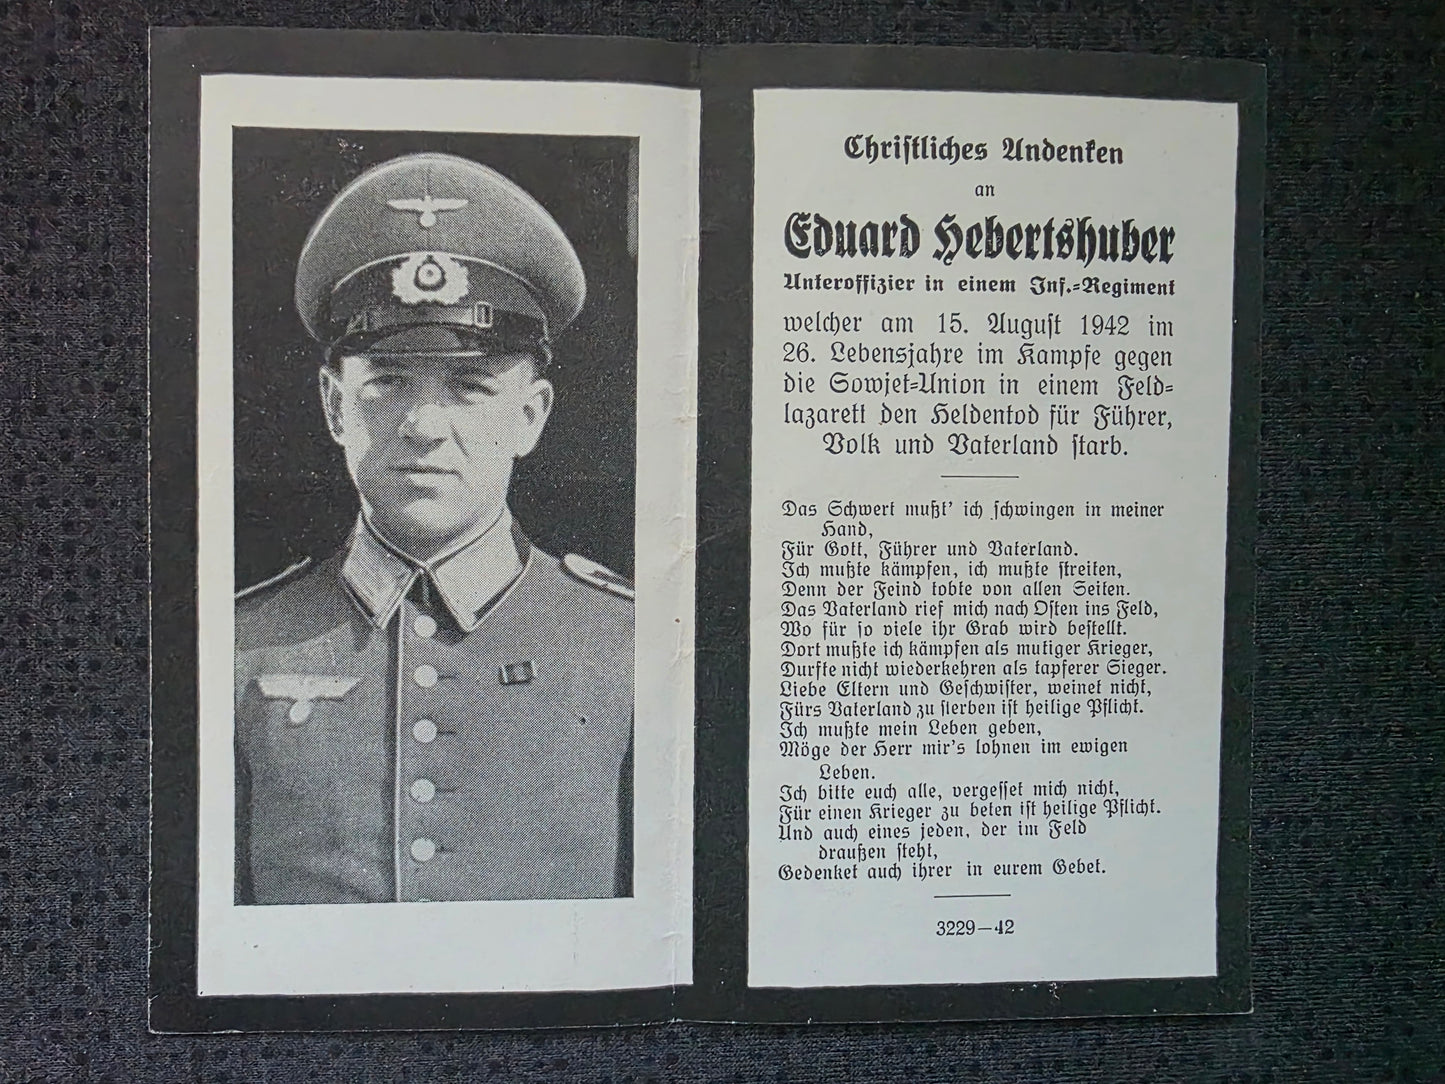 Christliches Andenken
an
Eduard Hebertshuber
Unteroffizier in einem Inf.=Regiment
welcher am 15. August 1942 im
26. Lebensjahre im Kampfe gegen
die Sowjet=Union in einem Feld=
lazarett den Heldentod für Führer,
Volk und Vaterland starb.
Das Schwert mußt' ich schwingen in meiner
Hand,
Für Gott, Führer und Vaterland.
Ich mußte kämpfen, ich mußte streiten,
Denn der Feind tobte von allen Seiten.
Das Vaterland rief mich nach Osten ins Feld,
Wo für so viele ihr Grab wird bestellt.
Dort mußte ich kämpfen als mutiger Krieger,
Durfte nicht wiederkehren als tapferer Sieger.
Liebe Eltern und Geschwister, weinet nicht,
Fürs Vaterland zu sterben ist heilige Pflicht.
Ich mußte mein Leben geben,
Möge der Herr mir's lohnen im ewigen
Leben.
Ich bitte euch alle, vergesset mich nicht,
Für einen Krieger zu beten ist heilige Pflicht.
Und auch eines jeden, der im Feld
draußen steht,
Gedenket auch ihrer in eurem Gebet.
3229—42